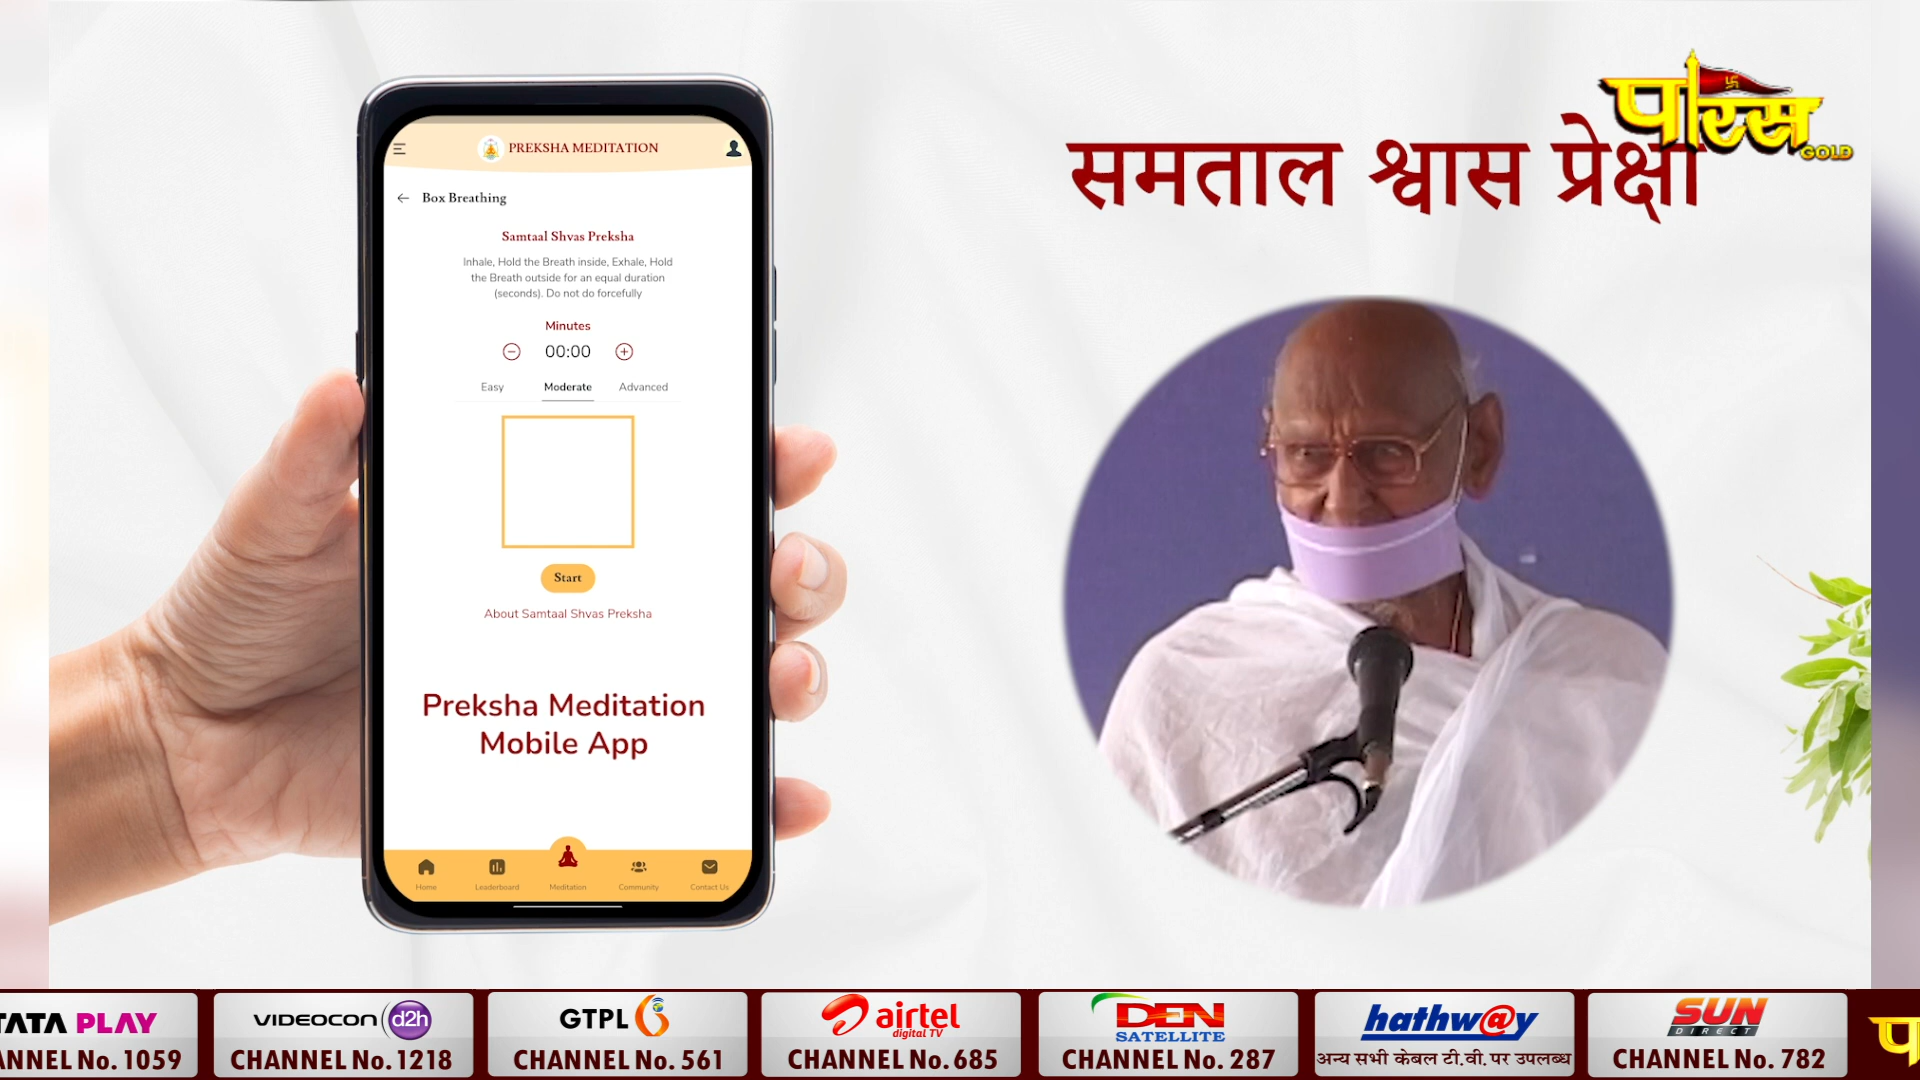 पारस
GOLD
समताल श्वास प्रेक्षा
PREKSHA MEDITATION
Box Breathing
Samtaal Shvas Preksha
Inhale, Hold the Breath inside, Exhale, Hold
the Breath outside for an equal duration
(seconds). Do not do forcefully
Minutes
00:00
Easy Moderate Advanced
Start
About Samtaal Shvas Preksha
Preksha Meditation
Mobile App
Home Leaderboard Meditation Community Contact Us
TATA PLAY
CHANNEL No. 1059
VIDEOCON d2h
CHANNEL No. 1218
GTPL
CHANNEL No. 561
airtel
digital TV
CHANNEL No. 685
DEN
SATELLITE
CHANNEL No. 287
hathw@y
अन्य सभी केबल टी.वी. पर उपलब्ध
SUN
DIRECT
CHANNEL No. 782